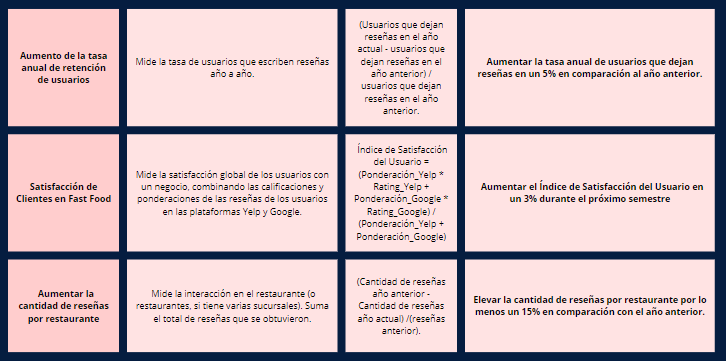 Aumento de la tasa
anual de retención
de usuarios
Mide la tasa de usuarios que escriben reseñas
año a año.
(Usuarios que dejan
reseñas en el año
actual - usuarios que
dejan reseñas en el
año anterior) /
usuarios que dejan
reseñas en el año
anterior.
Aumentar la tasa anual de usuarios que dejan
reseñas en un 5% en comparación al año anterior.
Satisfacción de
Clientes en Fast Food
Mide la satisfacción global de los usuarios con
un negocio, combinando las calificaciones y
ponderaciones de las reseñas de los usuarios
en las plataformas Yelp y Google.
Índice de Satisfacción
del Usuario =
(Ponderación_Yelp *
Rating_Yelp +
Ponderación_Google *
Rating_Google) /
(Ponderación_Yelp +
Ponderación_Google)
Aumentar el Índice de Satisfacción del Usuario en
un 3% durante el próximo semestre
Aumentar la
cantidad de reseñas
por restaurante
Mide la interacción en el restaurante (o
restaurantes, si tiene varias sucursales). Suma
el total de reseñas que se obtuvieron.
(Cantidad de reseñas
año anterior -
Cantidad de reseñas
año actual) /(reseñas
anterior).
Elevar la cantidad de reseñas por restaurante por lo
menos un 15% en comparación con el año anterior.